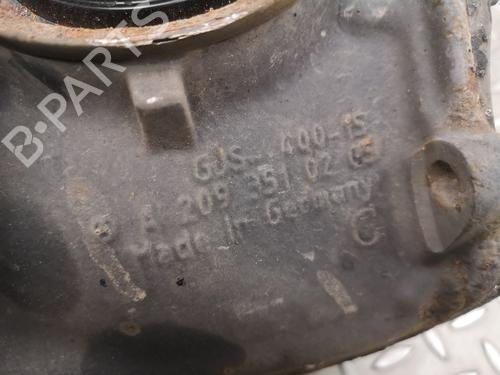 B-PARTS
GJS- 400-15
A 209 351 02 05
Made In Germany
C